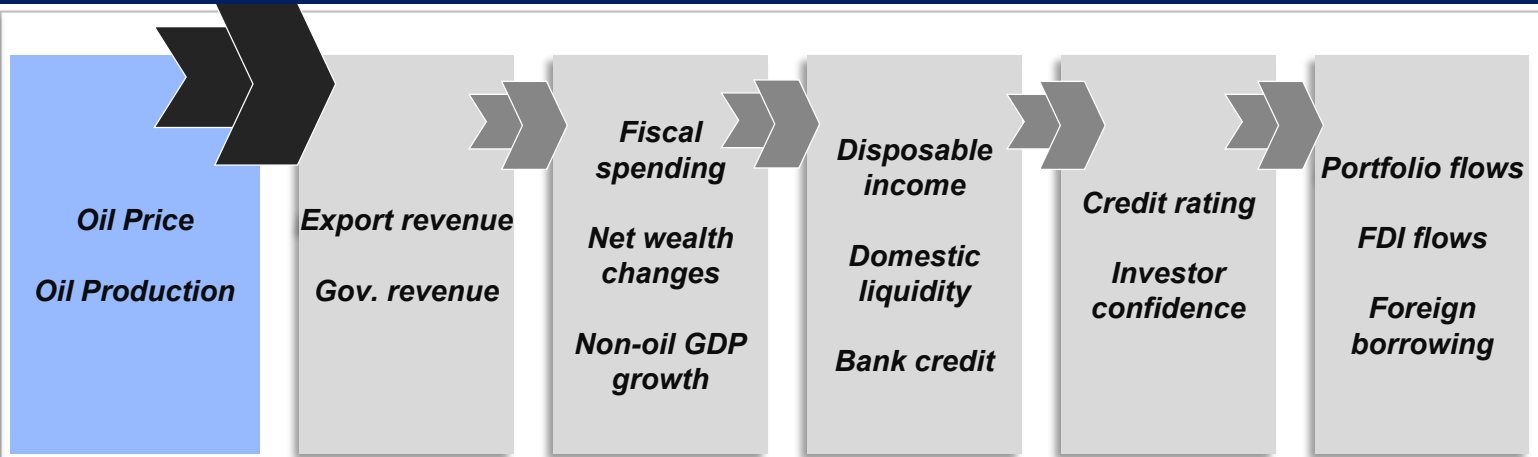 Oil Price
Oil Production
Export revenue
Gov. revenue
Fiscal
spending
Net wealth
changes
Non-oil GDP
growth
Disposable
income
Domestic
liquidity
Bank credit
Credit rating
Investor
confidence
Portfolio flows
FDI flows
Foreign
borrowing